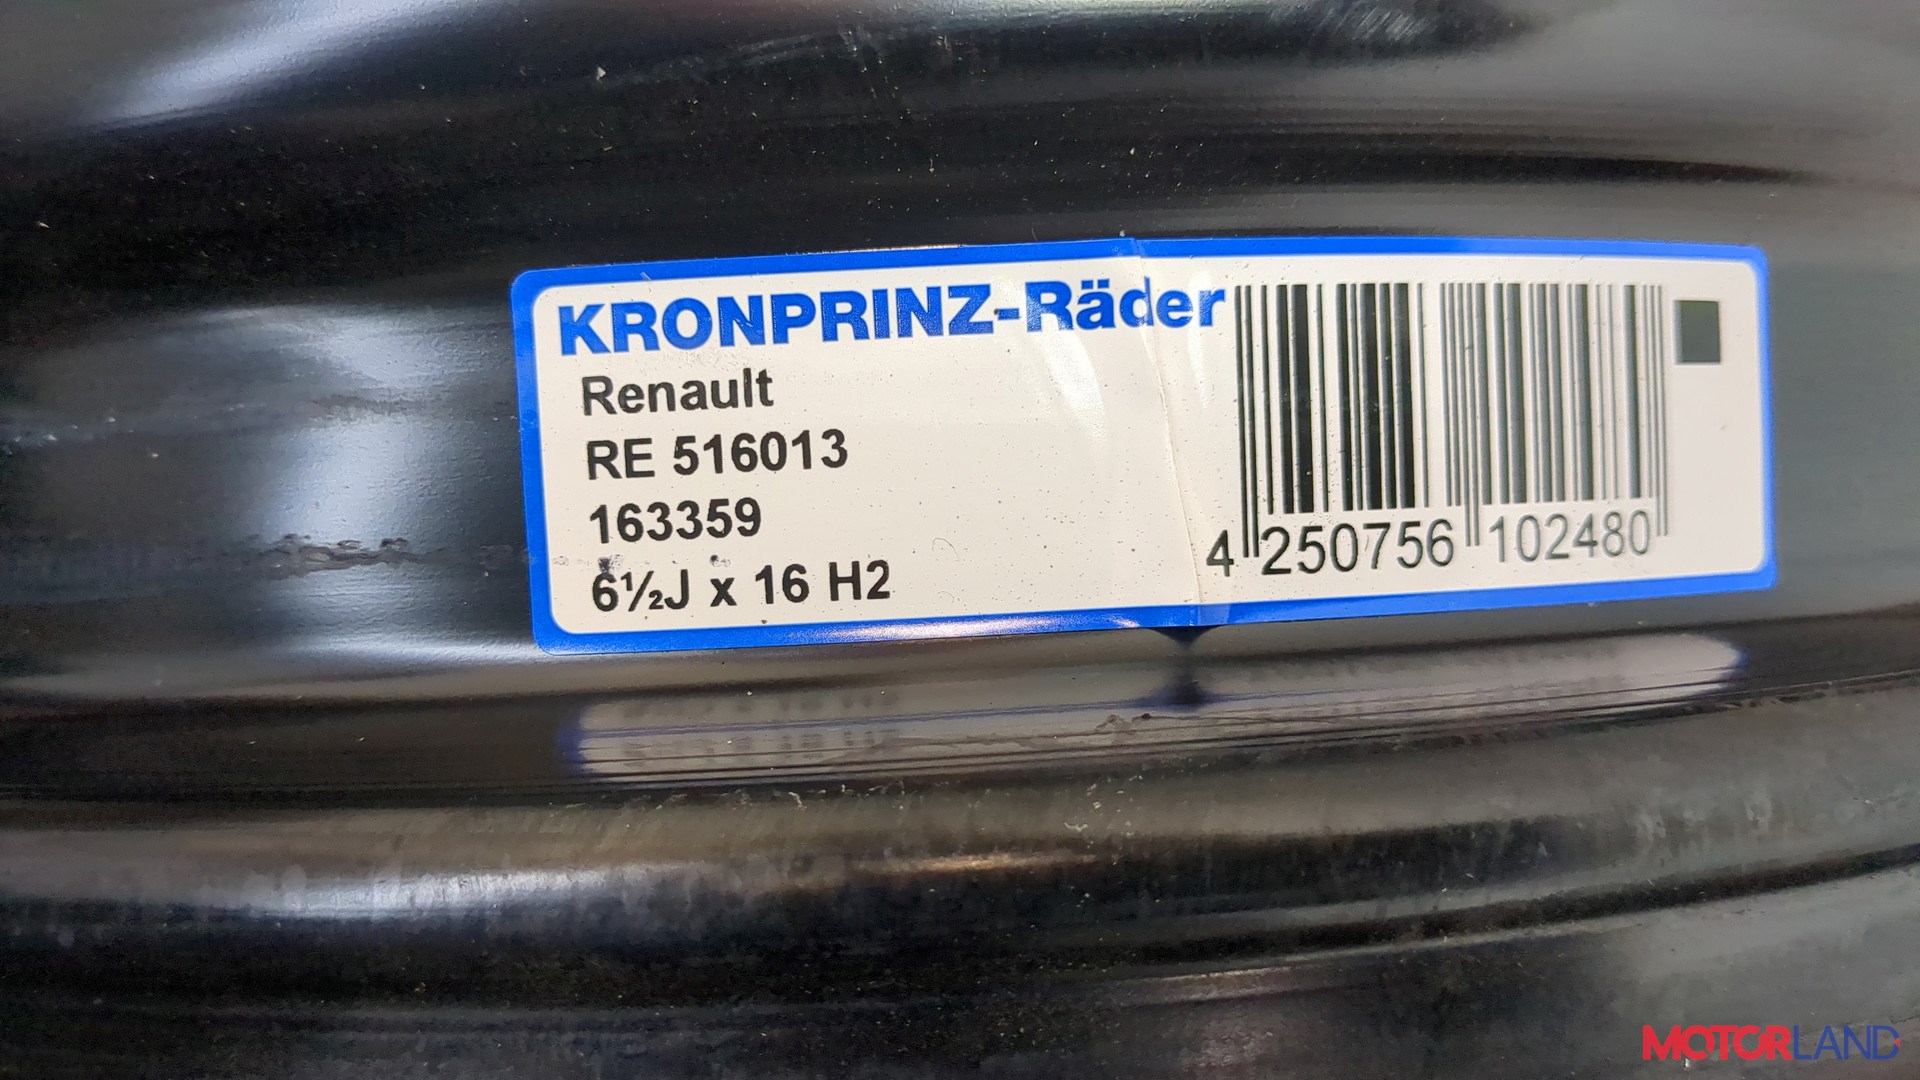 KRONPRINZ-Räder
Renault
RE 516013
163359
6½J x 16 H2
4 250756 102480
MOTORLAND